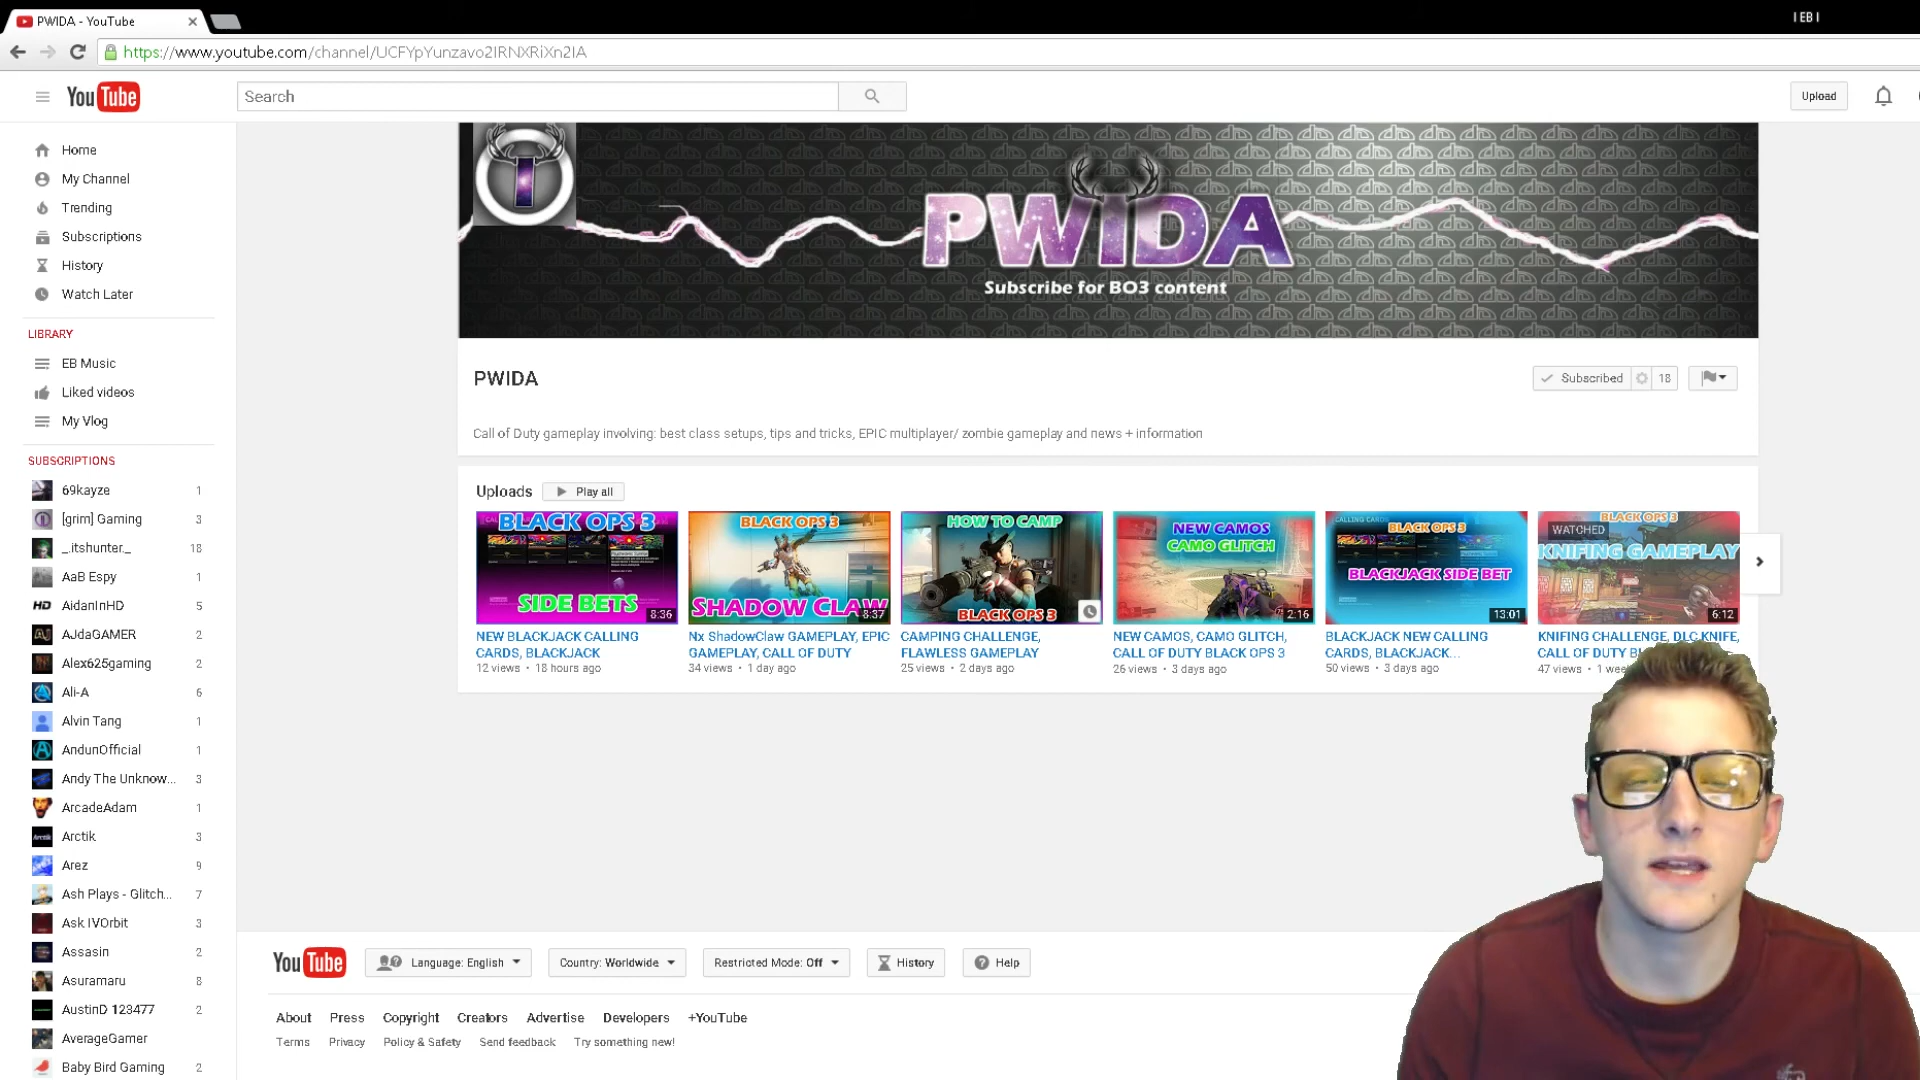 PWIDA - YouTube
I EB I
https://www.youtube.com/channel/UCFYpYunzavo2IRNXRiXn2IA
YouTube
Search
Upload
Home
My Channel
Trending
Subscriptions
History
Watch Later
LIBRARY
EB Music
Liked videos
My Vlog
SUBSCRIPTIONS
69kayze 1
[grim] Gaming 3
_.itshunter._ 18
AaB Espy 1
AidanInHD 5
AJdaGAMER 2
Alex625gaming 2
Ali-A 6
Alvin Tang 1
AndunOfficial 1
Andy The Unknow... 3
ArcadeAdam 1
Arctik 3
Arez 9
Ash Plays - Glitch... 7
Ask IVOrbit 3
Assasin 2
Asuramaru 8
AustinD 123477 2
AverageGamer
Baby Bird Gaming 2
PWIDA
Subscribe for BO3 content
PWIDA
Subscribed 18
Call of Duty gameplay involving: best class setups, tips and tricks, EPIC multiplayer/ zombie gameplay and news + information
Uploads Play all
BLACK OPS 3
SIDE BETS
8:36
NEW BLACKJACK CALLING
CARDS, BLACKJACK
12 views • 18 hours ago
BLACK OPS 3
SHADOW CLAW
8:37
Nx ShadowClaw GAMEPLAY, EPIC
GAMEPLAY, CALL OF DUTY
34 views • 1 day ago
HOW TO CAMP
BLACK OPS 3
CAMPING CHALLENGE,
FLAWLESS GAMEPLAY
25 views • 2 days ago
NEW CAMOS
CAMO GLITCH
2:16
NEW CAMOS, CAMO GLITCH,
CALL OF DUTY BLACK OPS 3
26 views • 3 days ago
CALLING CARDS
BLACK OPS 3
BLACKJACK SIDE BET
13:01
BLACKJACK NEW CALLING
CARDS, BLACKJACK...
50 views • 3 days ago
BLACK OPS 3
WATCHED
KNIFING GAMEPLAY
6:12
KNIFING CHALLENGE, DLC KNIFE,
CALL OF DUTY
47 views • 1
YouTube
Language: English
Country: Worldwide
Restricted Mode: Off
History
Help
About Press Copyright Creators Advertise Developers +YouTube
Terms Privacy Policy & Safety Send feedback Try something new!